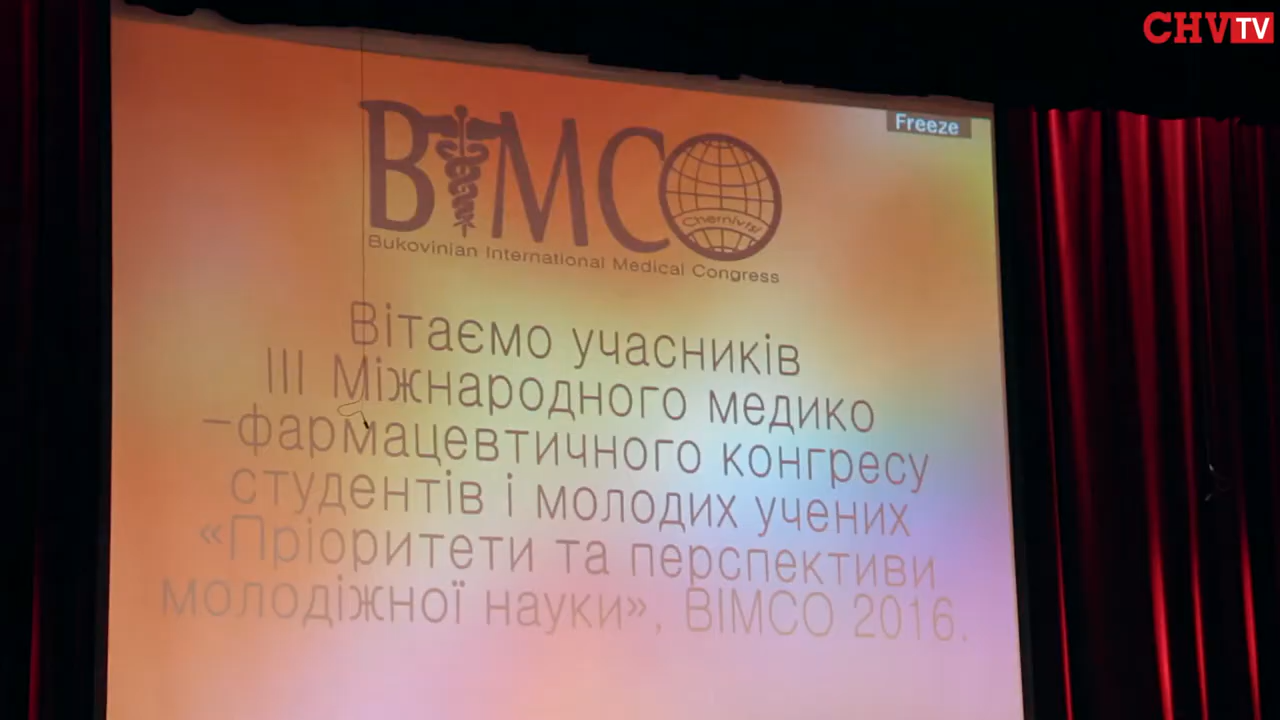 CHVTV
Freeze
BIMCO
Chernivtsi
Bukovinian International Medical Congress
Вітаємо учасників
ІІІ Міжнародного медико
–фармацевтичного конгресу
студентів і молодих учених
«Пріоритети та перспективи
молодіжної науки», BIMCO 2016.